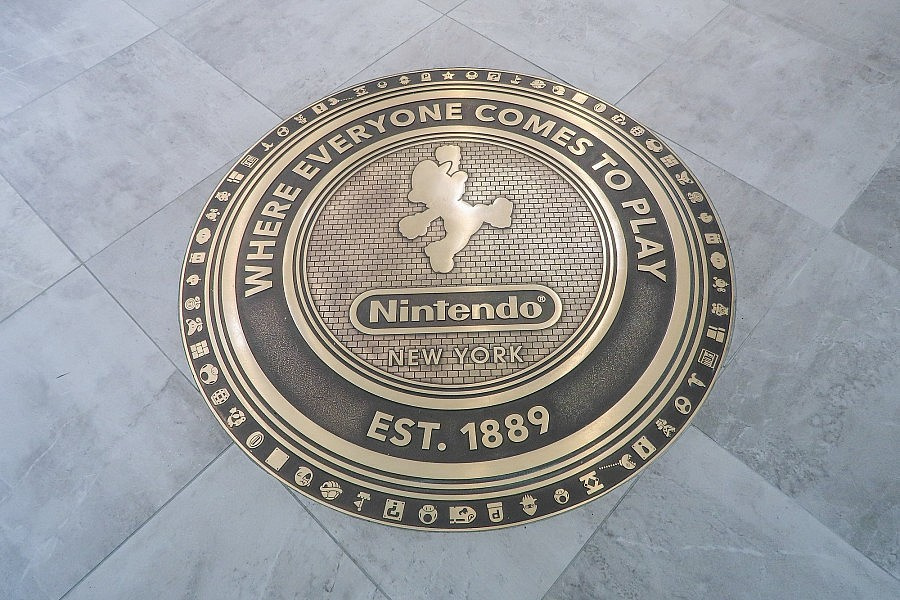 WHERE EVERYONE COMES TO PLAY
Nintendo®
NEW YORK
EST. 1889